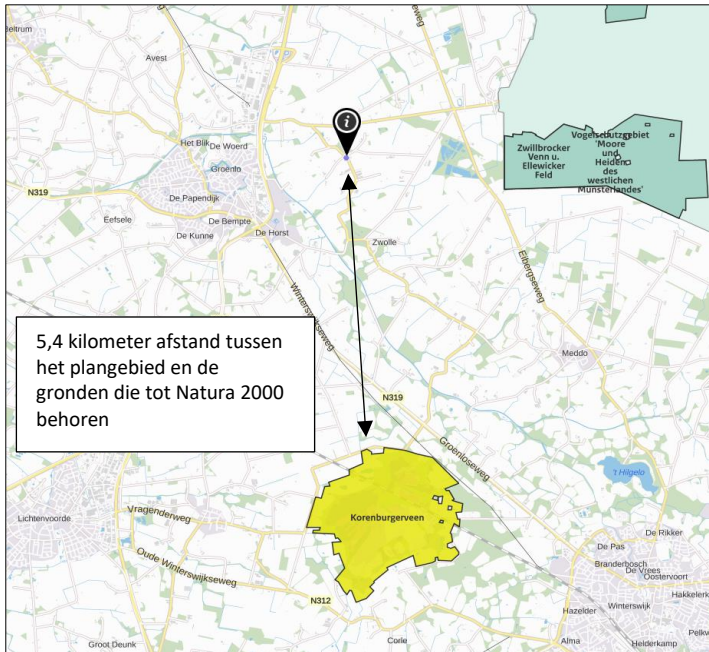 eltrum
Avest
Het Blik
De Woerd
Groenlo
N319
De Papendijk
Eefsele
De Bempte
De Kunne
De Horst
Zwolle
Zwillbrocker
Venn u.
Ellewicker
Feld
Vogelschutzgebiet
'Moore
und
Heiden
des
westlichen
Münsterlandes'
Eibergseweg
Winterswijkseweg
Meddo
5,4 kilometer afstand tussen
het plangebied en de
gronden die tot Natura 2000
behoren
N319
Groenloseweg
't Hilgelo
Korenburgerveen
Lichtenvoorde
Vragenderweg
Oude Winterswijkseweg
N312
De Rikker
De Pas
Branderbosch
De Vrees
Oostervoort
Hakkelerk
Hazelder
Winterswijk
Pelkw
Groot Deunk
Corle
Alma
Helderkamp